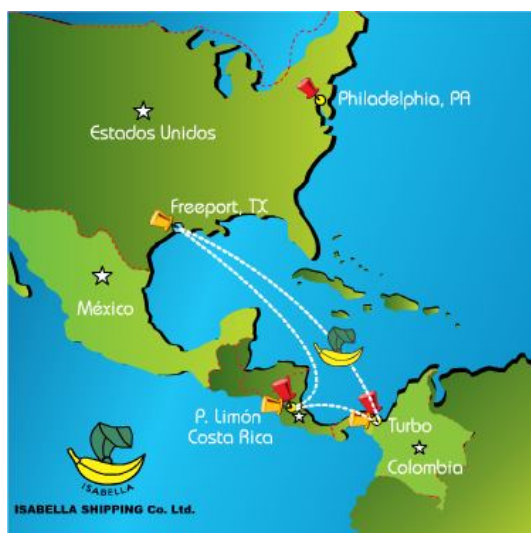 Philadelphia, PA
Estados Unidos
Freeport, TX
México
P. Limón
Costa Rica
Turbo
Colombia
ISABELLA
ISABELLA SHIPPING Co. Ltd.